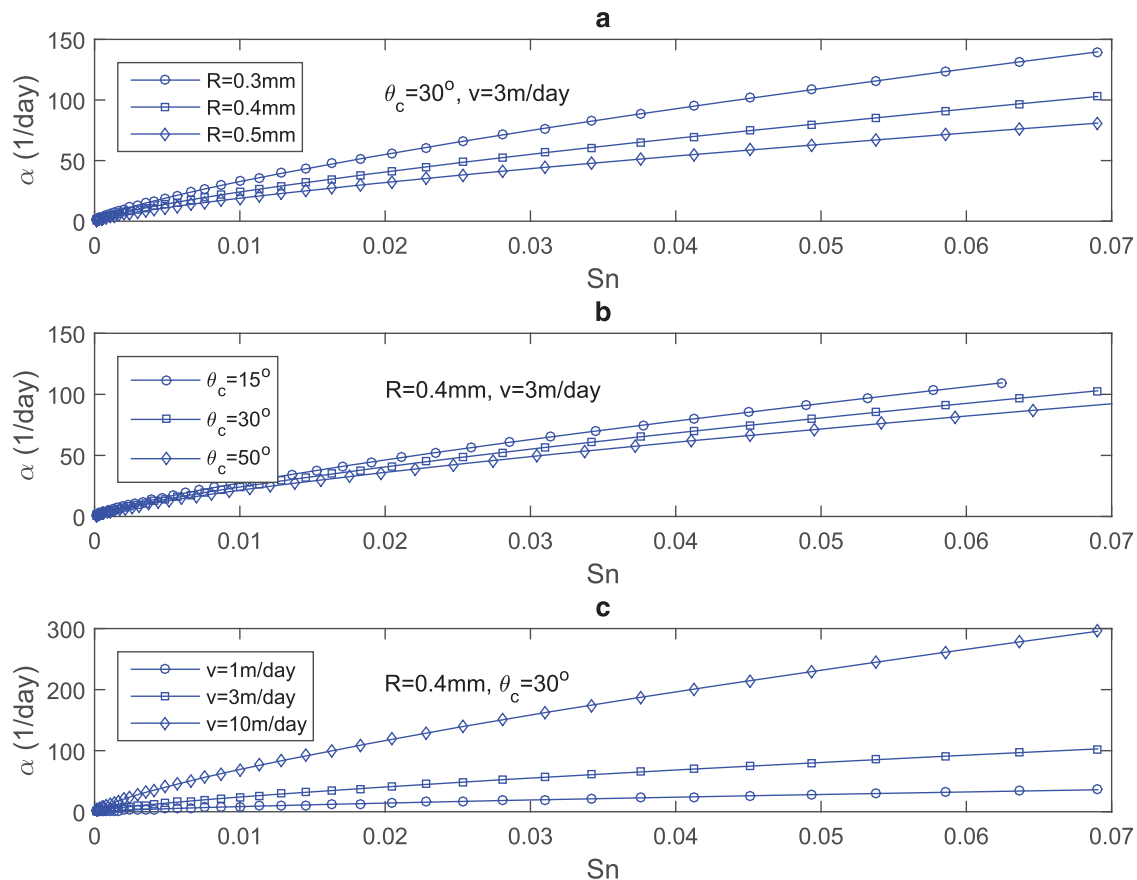 a
150
100
50
0
α (1/day)
R=0.3mm
R=0.4mm
R=0.5mm
θc=30°, v=3m/day
0 0.01 0.02 0.03 0.04 0.05 0.06 0.07
Sn
b
150
100
50
0
α (1/day)
θc=15°
θc=30°
θc=50°
R=0.4mm, v=3m/day
0 0.01 0.02 0.03 0.04 0.05 0.06 0.07
Sn
c
300
200
100
0
α (1/day)
v=1m/day
v=3m/day
v=10m/day
R=0.4mm, θc=30°
0 0.01 0.02 0.03 0.04 0.05 0.06 0.07
Sn